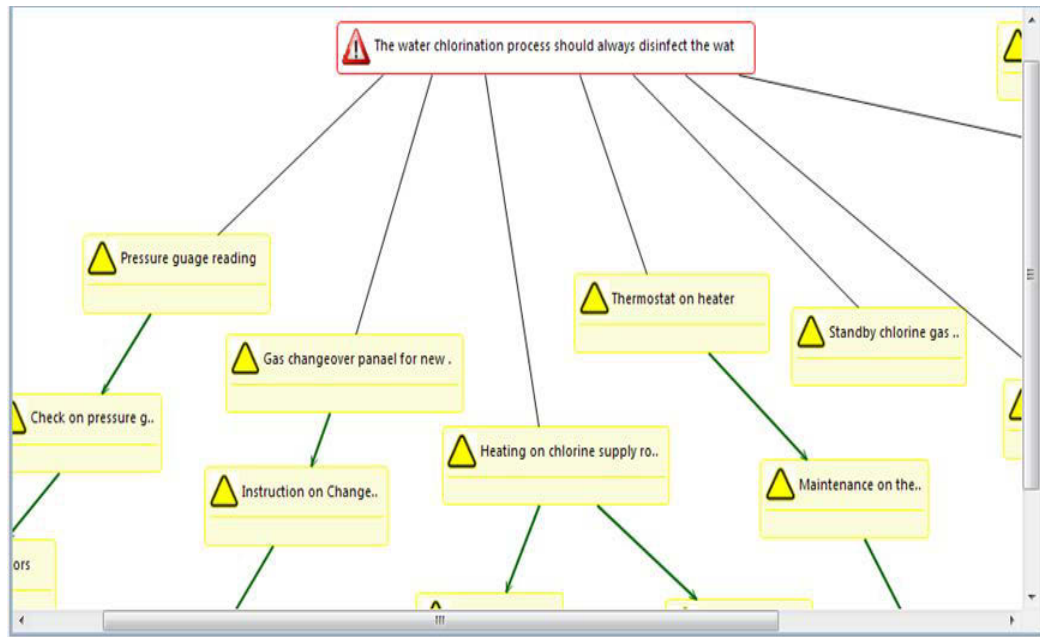 The water chlorination process should always disinfect the wat
Pressure guage reading
Thermostat on heater
Standby chlorine gas ..
Gas changeover panael for new .
Check on pressure g..
Heating on chlorine supply ro..
Instruction on Change..
Maintenance on the..
ors